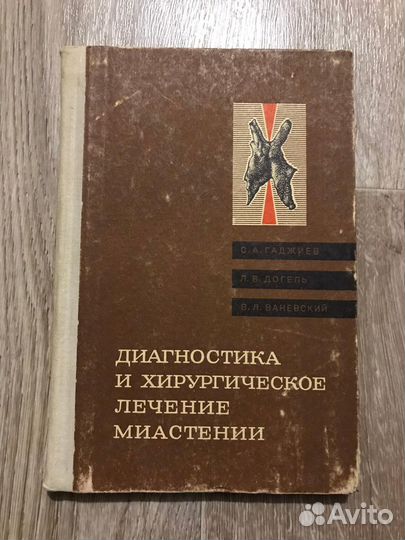 С.А.ГАДЖИЕВ
Л.В.ДОГЕЛЬ
В.Л.ВАНЕВСКИЙ
ДИАГНОСТИКА
И ХИРУРГИЧЕСКОЕ
ЛЕЧЕНИЕ
МИАСТЕНИИ
Avito